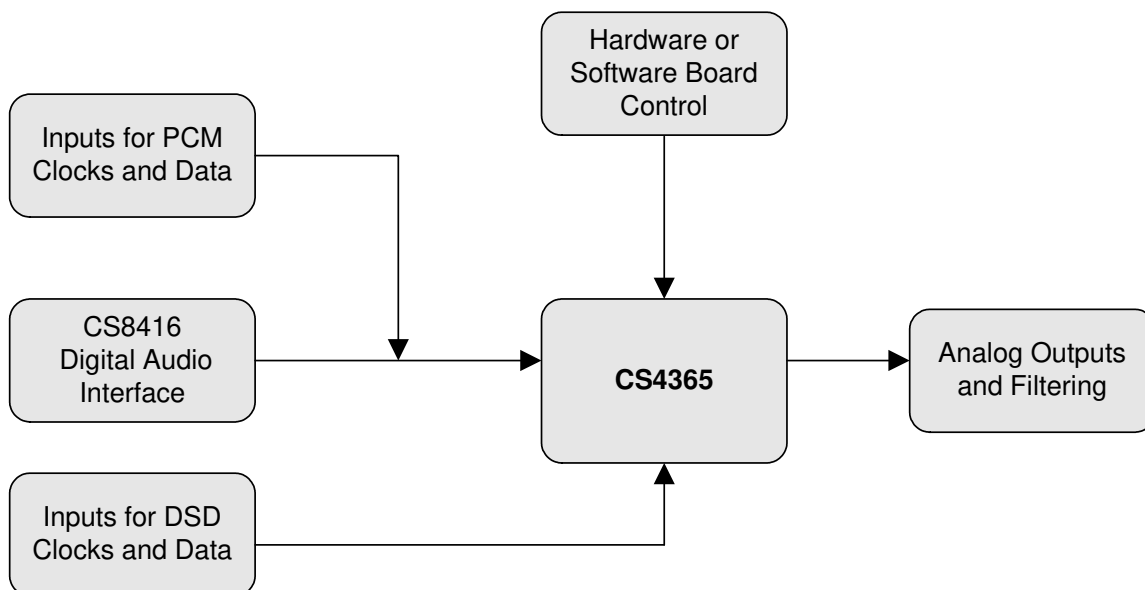 Hardware or
Software Board
Control
Inputs for PCM
Clocks and Data
CS8416
Digital Audio
Interface
CS4365
Analog Outputs
and Filtering
Inputs for DSD
Clocks and Data